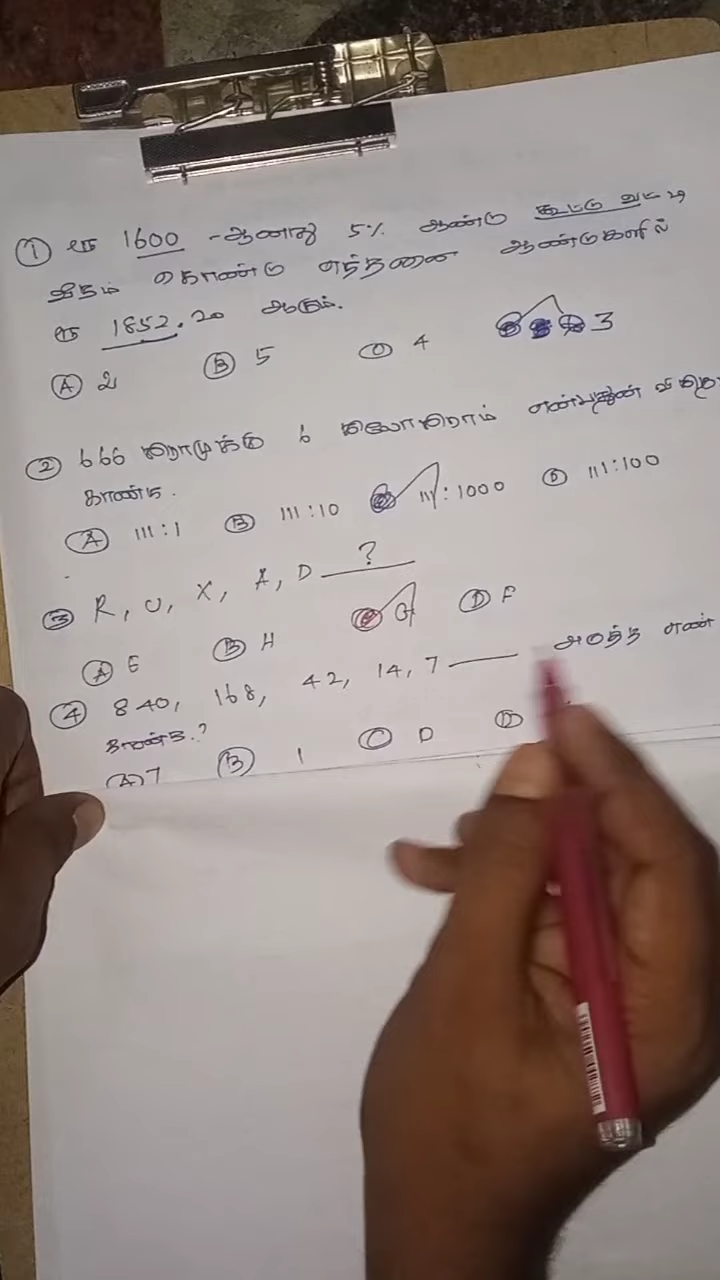 ① ரூ 1600 - ஆனது 5% ஆண்டு கூட்டு வட்டி
வீதம் கொண்டு எத்தனை ஆண்டுகளில்
ரூ 1852.20 ஆகும்.
Ⓐ 2 Ⓑ 5 Ⓒ 4 3
② 666 கிராமுக்கும் 6 கிலோகிராம் என்பதன்
காண்க.
Ⓐ 111:1 Ⓑ 111:10 111:1000 Ⓓ 111:100
③ R, U, X, A, D ?
Ⓐ E Ⓑ H Ⓒ G Ⓓ F
④ 840, 168, 42, 14, 7 அடுத்த எண்
காண்க.?
Ⓐ 7 Ⓑ 1 Ⓒ 0 Ⓓ